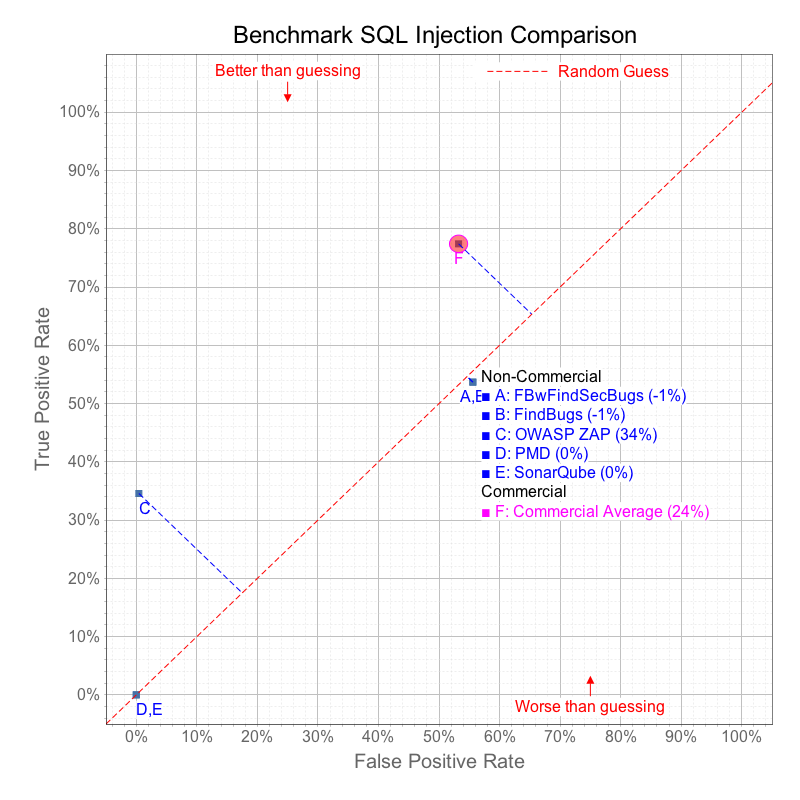 Benchmark SQL Injection Comparison
Better than guessing
Random Guess
100%
90%
80%
70%
60%
50%
40%
30%
20%
10%
0%
True Positive Rate
F
A,B
C
D,E
Non-Commercial
A: FBwFindSecBugs (-1%)
B: FindBugs (-1%)
C: OWASP ZAP (34%)
D: PMD (0%)
E: SonarQube (0%)
Commercial
F: Commercial Average (24%)
Worse than guessing
0% 10% 20% 30% 40% 50% 60% 70% 80% 90% 100%
False Positive Rate